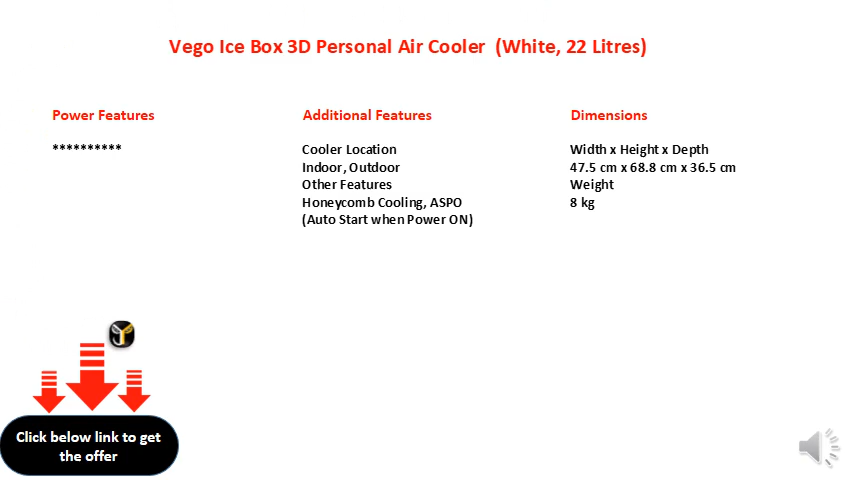 Vego Ice Box 3D Personal Air Cooler (White, 22 Litres)
Power Features
**********
Additional Features
Cooler Location
Indoor, Outdoor
Other Features
Honeycomb Cooling, ASPO
(Auto Start when Power ON)
Dimensions
Width x Height x Depth
47.5 cm x 68.8 cm x 36.5 cm
Weight
8 kg
Click below link to get
the offer